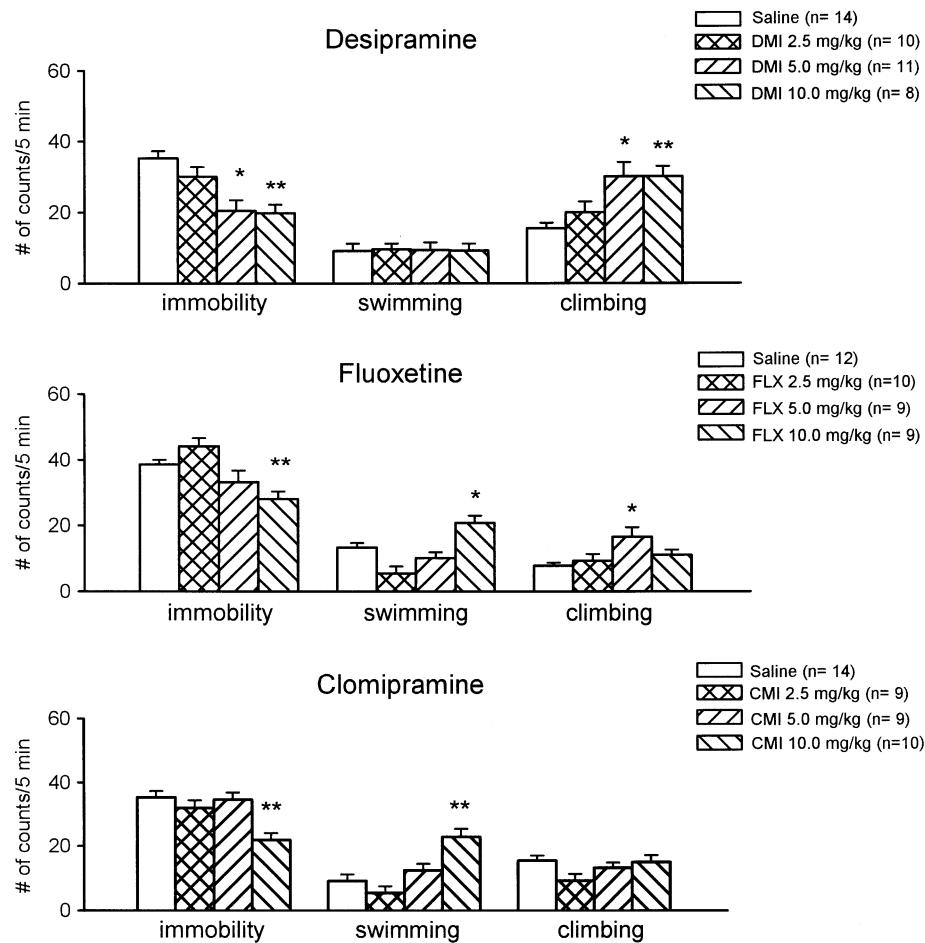 Desipramine
Saline (n= 14)
DMI 2.5 mg/kg (n= 10)
DMI 5.0 mg/kg (n= 11)
DMI 10.0 mg/kg (n= 8)
# of counts/5 min
60
40
20
0
* ** * **
immobility swimming climbing
Fluoxetine
Saline (n= 12)
FLX 2.5 mg/kg (n=10)
FLX 5.0 mg/kg (n= 9)
FLX 10.0 mg/kg (n= 9)
# of counts/5 min
60
40
20
0
** * *
immobility swimming climbing
Clomipramine
Saline (n= 14)
CMI 2.5 mg/kg (n= 9)
CMI 5.0 mg/kg (n= 9)
CMI 10.0 mg/kg (n=10)
# of counts/5 min
60
40
20
0
** **
immobility swimming climbing